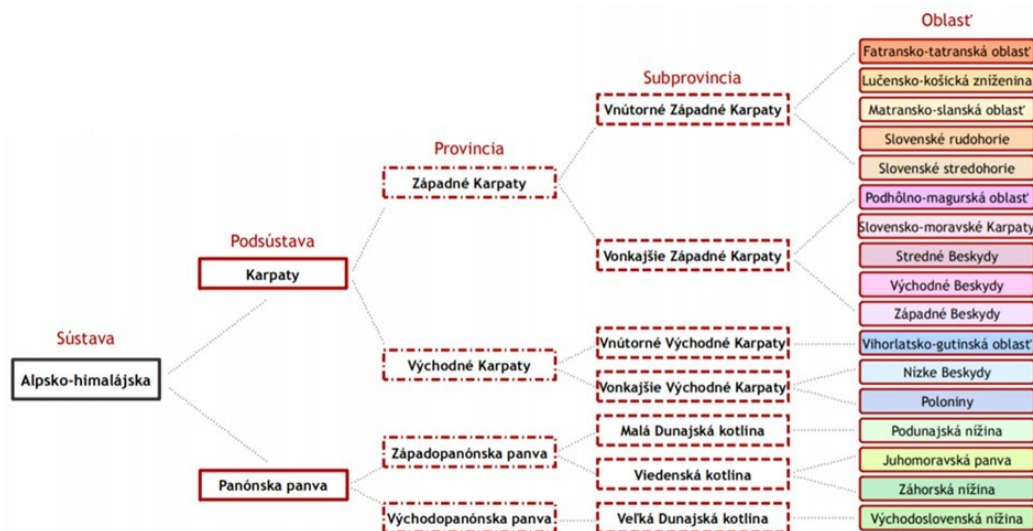 Oblasť
Fatransko-tatranská oblasť
Subprovincia
Lučensko-košická zníženina
Vnútorné Západné Karpaty
Matransko-slanská oblasť
Provincia
Slovenské rudohorie
Západné Karpaty
Slovenské stredohorie
Podhôlno-magurská oblasť
Podsústava
Slovensko-moravské Karpaty
Karpaty
Vonkajšie Západné Karpaty
Stredné Beskydy
Východné Beskydy
Západné Beskydy
Sústava
Vnútorné Východné Karpaty
Vihorlatsko-gutinská oblasť
Alpsko-himalájska
Východné Karpaty
Nízke Beskydy
Vonkajšie Východné Karpaty
Poloniny
Malá Dunajská kotlina
Podunajská nížina
Západopanónska panva
Juhomoravská panva
Viedenská kotlina
Panónska panva
Záhorská nížina
Východopanónska panva
Veľká Dunajská kotlina
Východoslovenská nížina